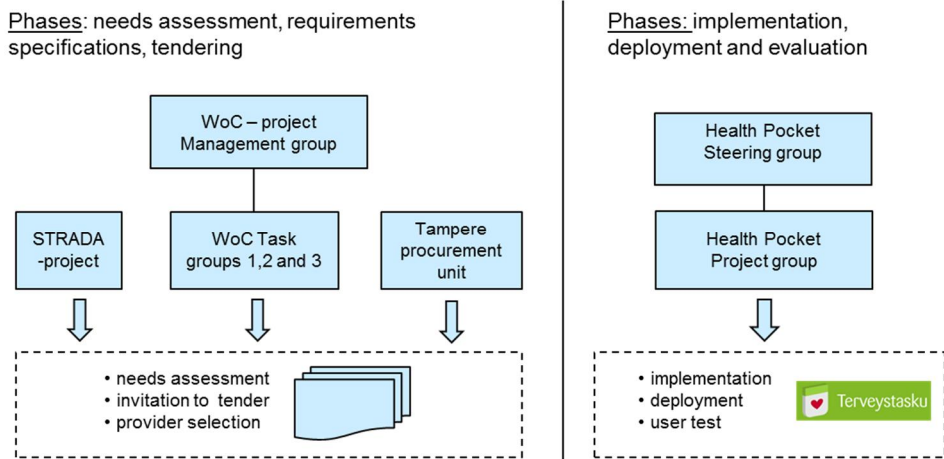 Phases: needs assessment, requirements
specifications, tendering
WoC – project
Management group
STRADA
-project
WoC Task
groups 1,2 and 3
Tampere
procurement
unit
• needs assessment
• invitation to tender
• provider selection
Phases: implementation,
deployment and evaluation
Health Pocket
Steering group
Health Pocket
Project group
• implementation
• deployment
• user test
Terveystasku